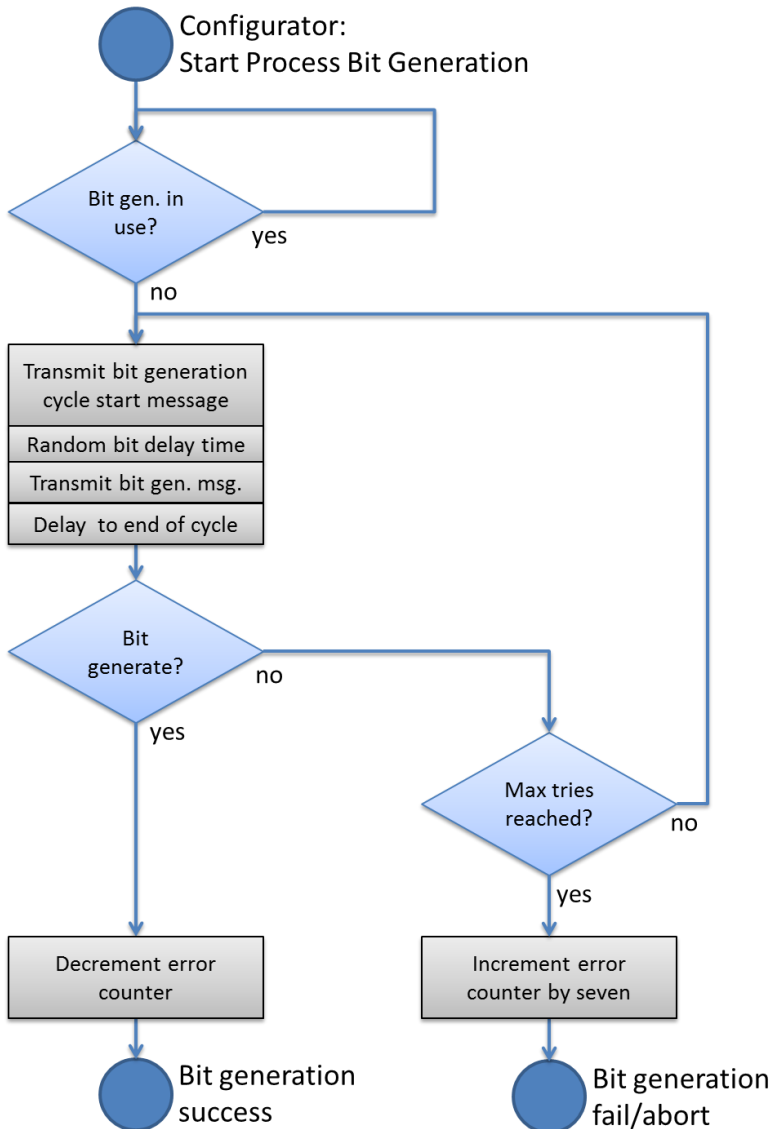 Configurator:
Start Process Bit Generation
Bit gen. in
use?
yes
no
Transmit bit generation
cycle start message
Random bit delay time
Transmit bit gen. msg.
Delay to end of cycle
Bit
generate?
no
yes
Max tries
reached?
no
yes
Decrement error
counter
Increment error
counter by seven
Bit generation
success
Bit generation
fail/abort